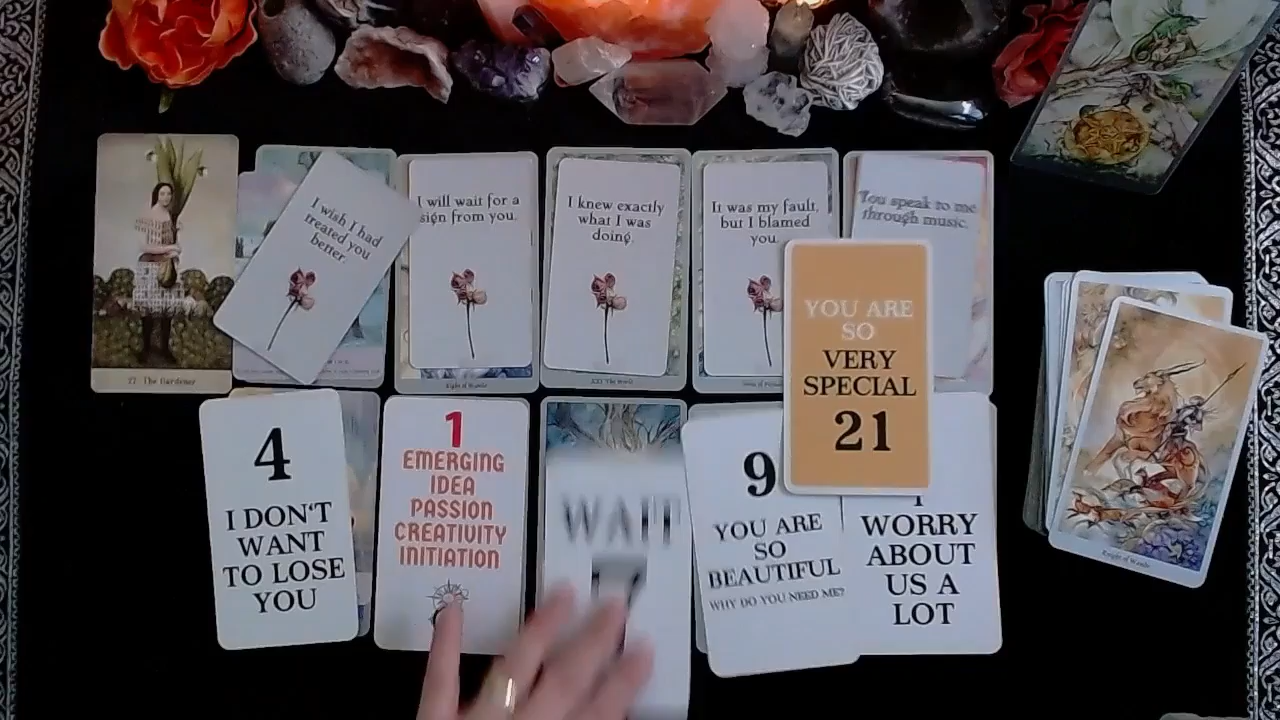 27 The Gardener
I wish I had
treated you
better.
I will wait for a
sign from you.
Eight of Wands
I knew exactly
what I was
doing.
XXI The World
It was my fault,
but I blamed
you.
You speak to me
through music.
YOU ARE
SO
VERY
SPECIAL
21
4
I DON'T
WANT
TO LOSE
YOU
1
EMERGING
IDEA
PASSION
CREATIVITY
INITIATION
WAIT
9
YOU ARE
SO
BEAUTIFUL
WHY DO YOU NEED ME?
WORRY
ABOUT
US A
LOT
Knight of Wands